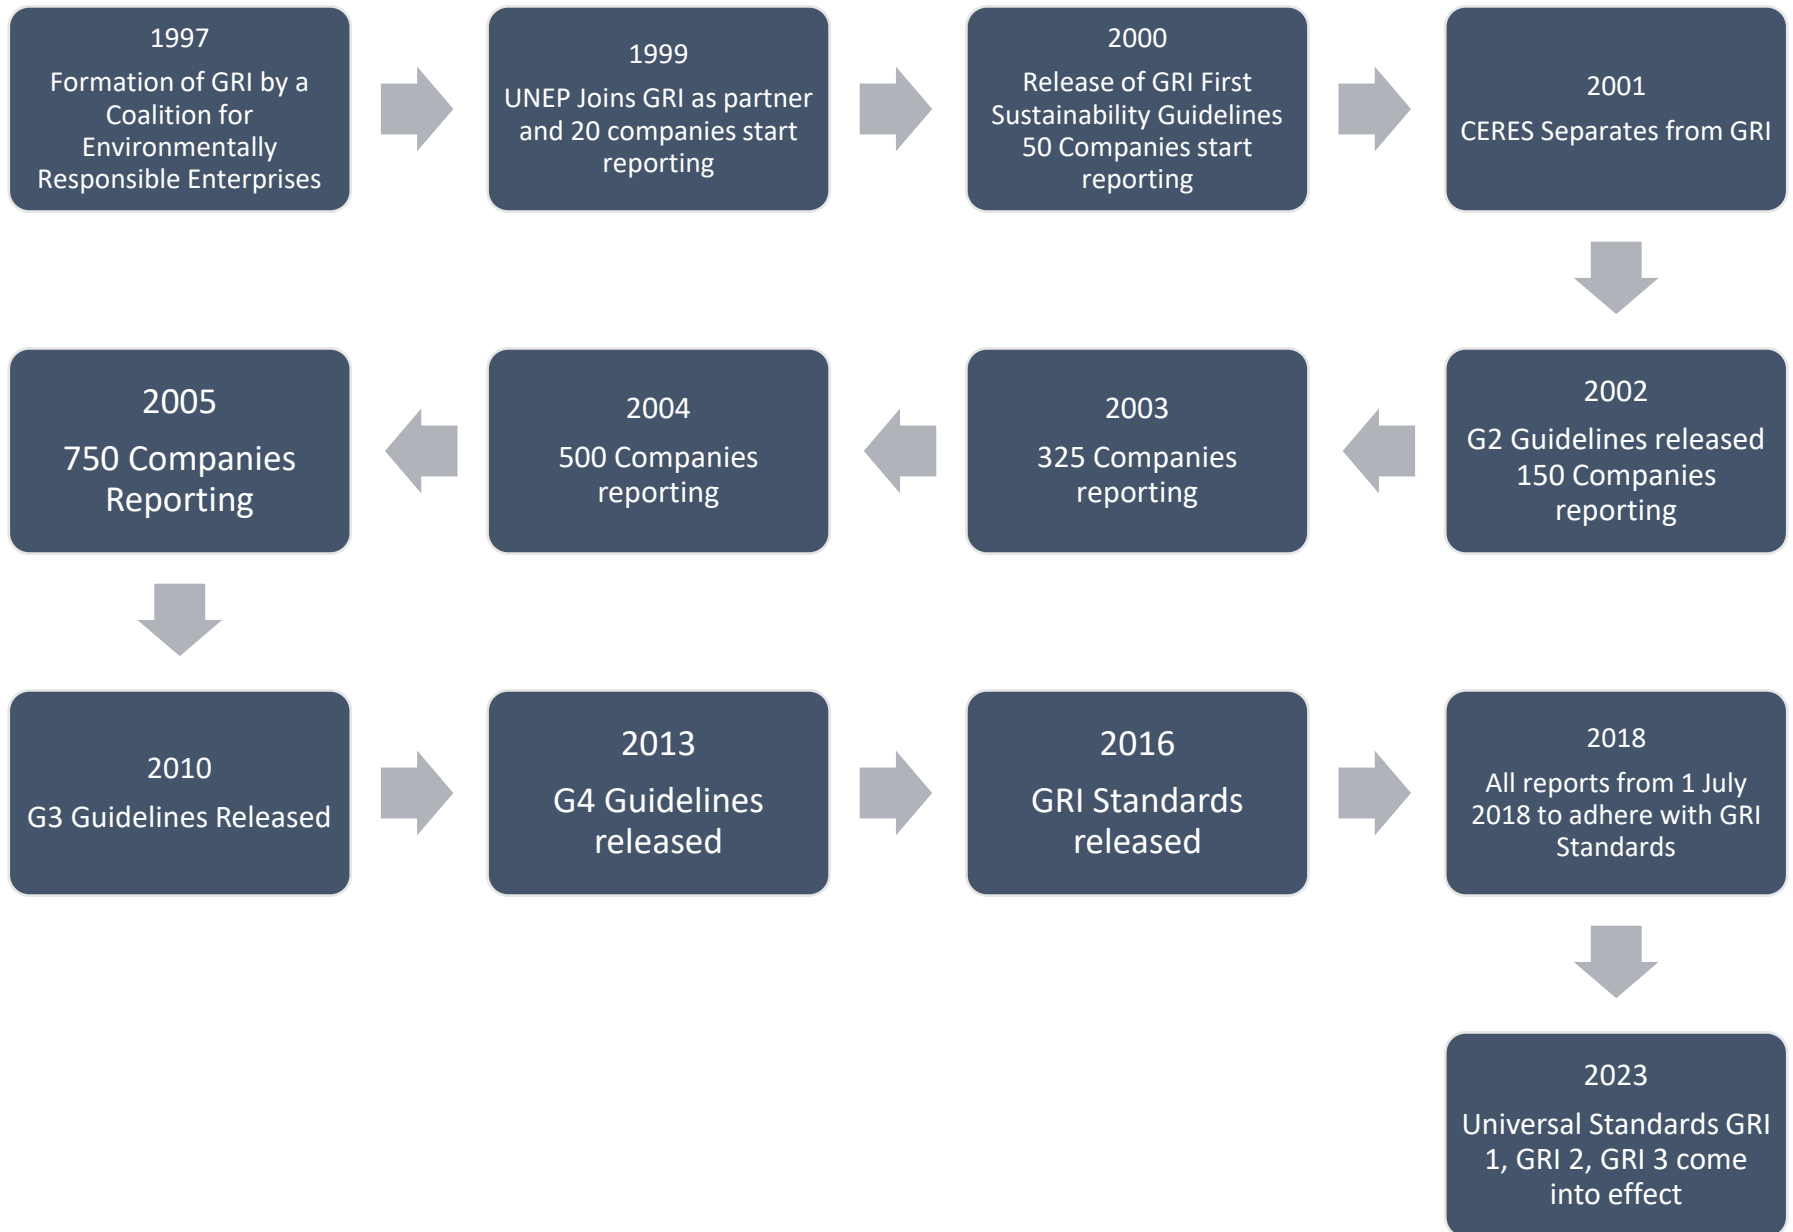 1997
Formation of GRI by a
Coalition for
Environmentally
Responsible Enterprises
1999
UNEP Joins GRI as partner
and 20 companies start
reporting
2000
Release of GRI First
Sustainability Guidelines
50 Companies start
reporting
2001
CERES Separates from GRI
2002
G2 Guidelines released
150 Companies
reporting
2003
325 Companies
reporting
2004
500 Companies
reporting
2005
750 Companies
Reporting
2010
G3 Guidelines Released
2013
G4 Guidelines
released
2016
GRI Standards
released
2018
All reports from 1 July
2018 to adhere with GRI
Standards
2023
Universal Standards GRI
1, GRI 2, GRI 3 come
into effect